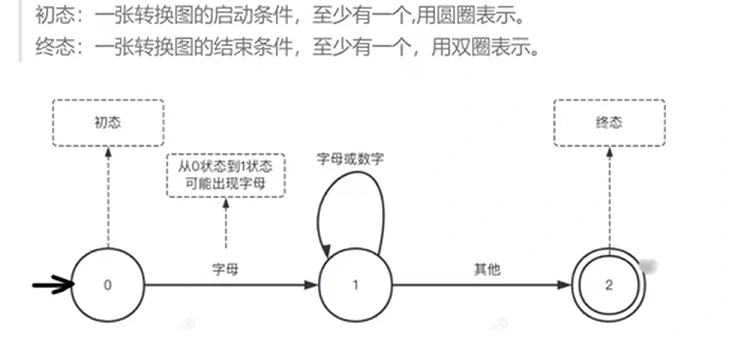 初态：一张转换图的启动条件，至少有一个,用圆圈表示。
终态：一张转换图的结束条件，至少有一个，用双圈表示。
初态
终态
从0状态到1状态
可能出现字母
字母或数字
字母
其他
0
1
2